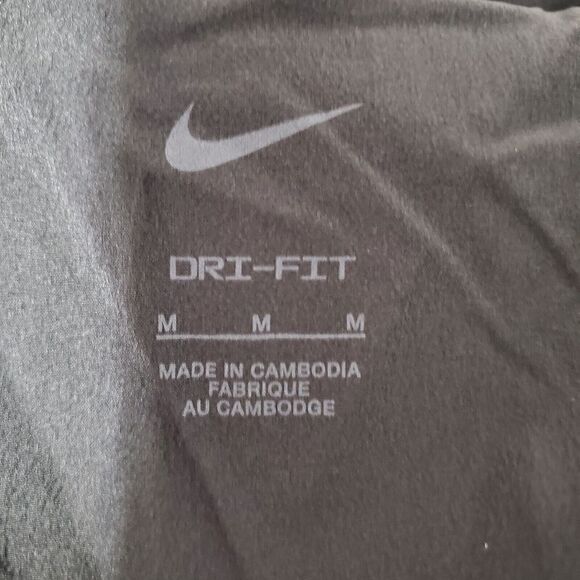 DRI-FIT
M M M
MADE IN CAMBODIA
FABRIQUE
AU CAMBODGE